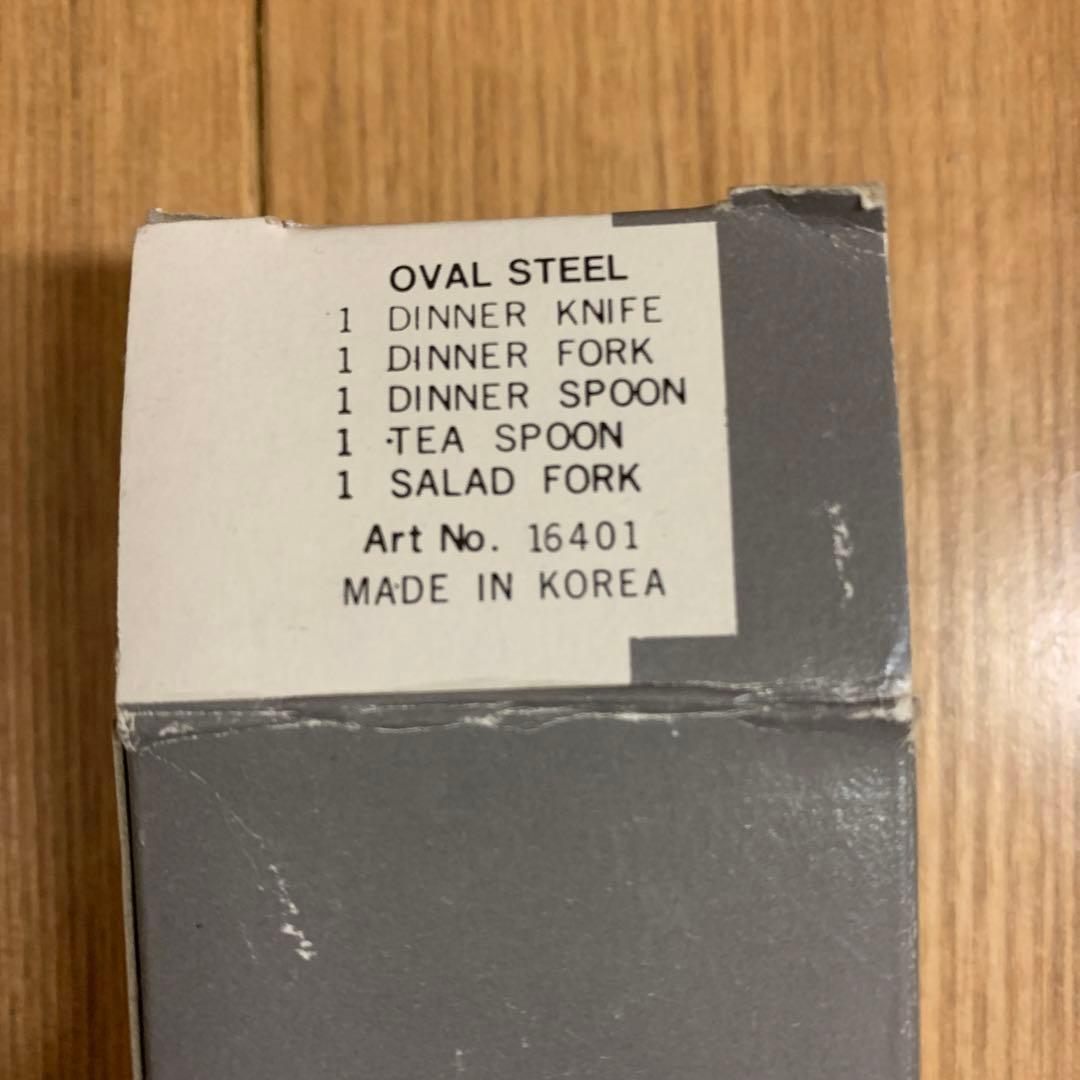 OVAL STEEL
1 DINNER KNIFE
1 DINNER FORK
1 DINNER SPOON
1 TEA SPOON
1 SALAD FORK
Art No. 16401
MADE IN KOREA